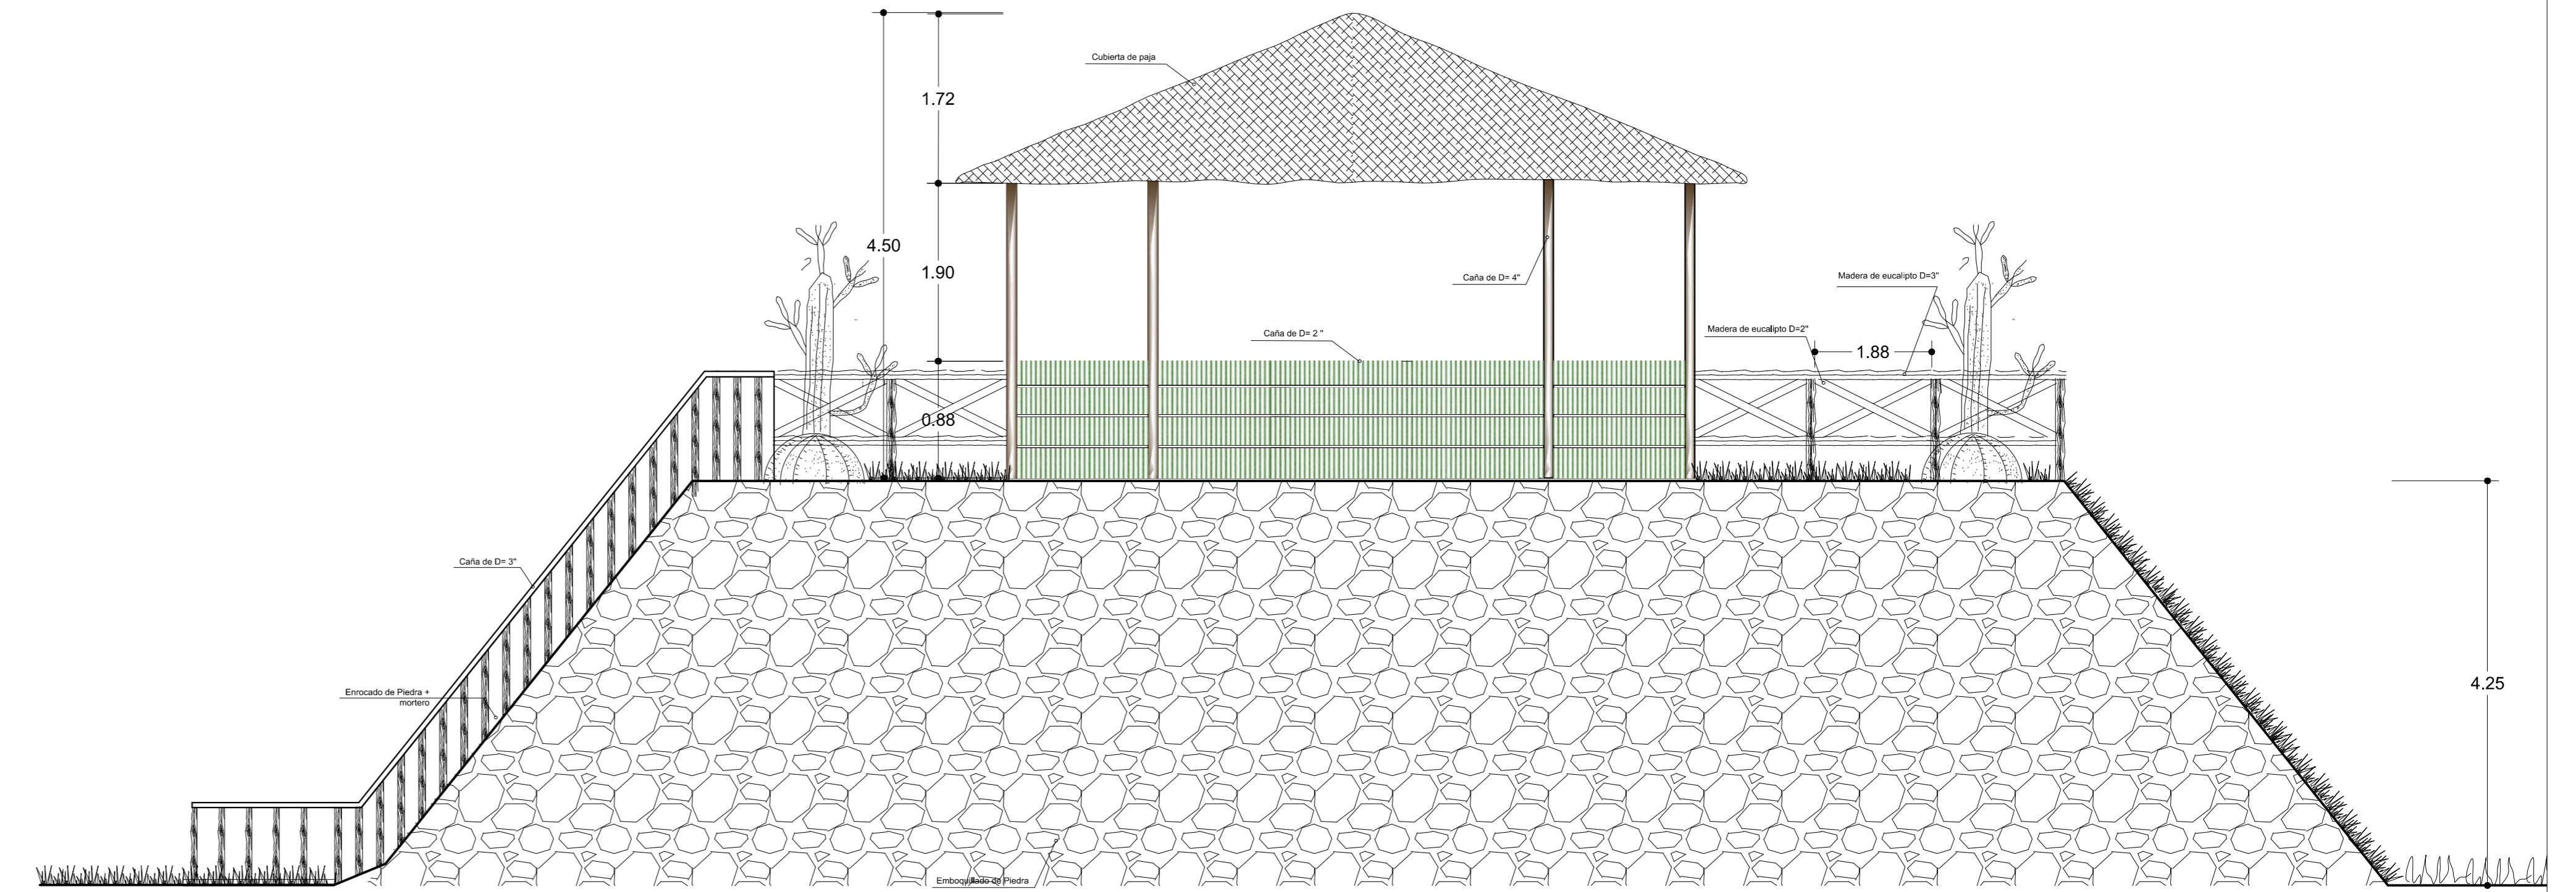 Cubierta de paja
1.72
4.50
1.90
Caña de D= 4"
Madera de eucalipto D=3"
Caña de D= 2 "
Madera de eucalipto D=2"
1.88
0.88
Caña de D= 3"
Enrocado de Piedra +
mortero
4.25
Emboquillado de Piedra